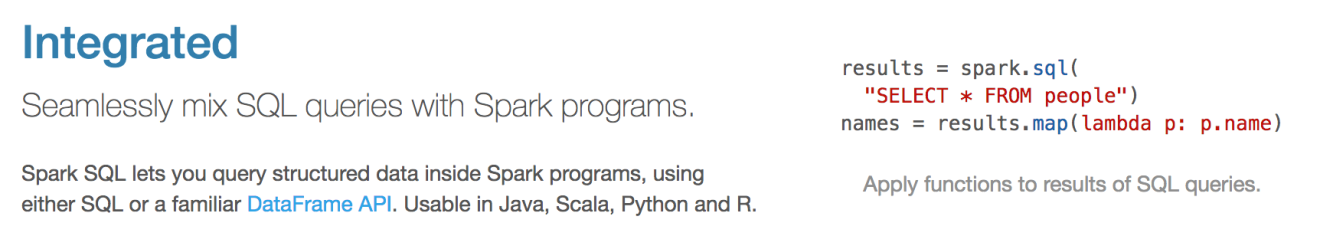 Integrated
Seamlessly mix SQL queries with Spark programs.
Spark SQL lets you query structured data inside Spark programs, using
either SQL or a familiar DataFrame API. Usable in Java, Scala, Python and R.
results = spark.sql(
  "SELECT * FROM people")
names = results.map(lambda p: p.name)
Apply functions to results of SQL queries.